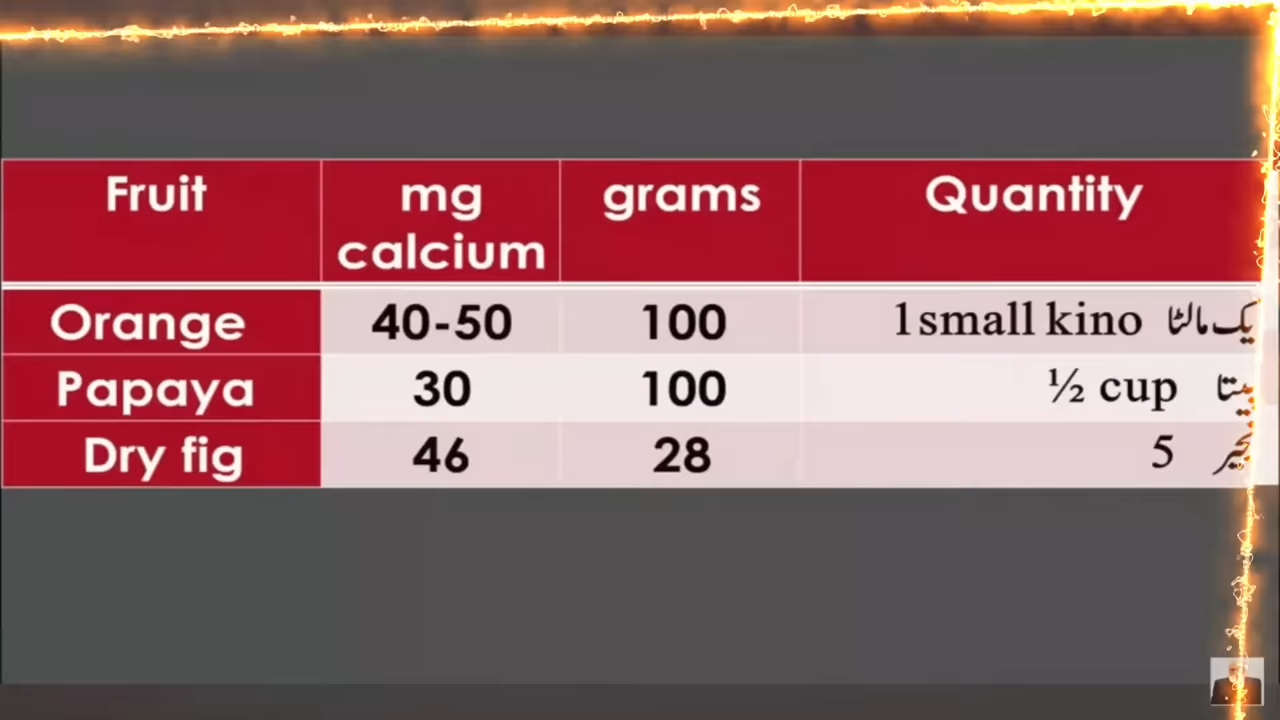 Fruit mg calcium grams Quantity
Orange 40-50 100 1small kino مالٹا
Papaya 30 100 ½ cup
Dry fig 46 28 5